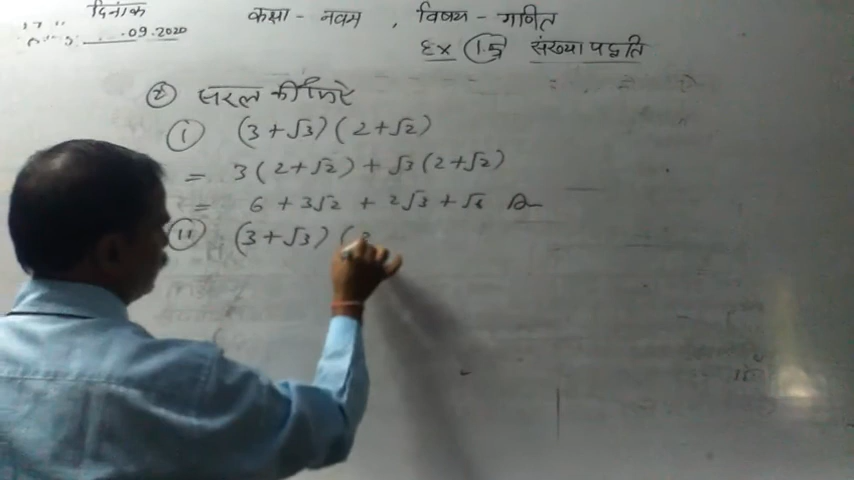 दिनांक कक्षा - नवम , विषय - गणित
.09.2020 Ex 1.5 संख्या पद्धति
② सरल कीजिए
ⓘ (3+√3)(2+√2)
= 3(2+√2) + √3(2+√2)
= 6 + 3√2 + 2√3 + √6
ⓘⓘ (3+√3)(3